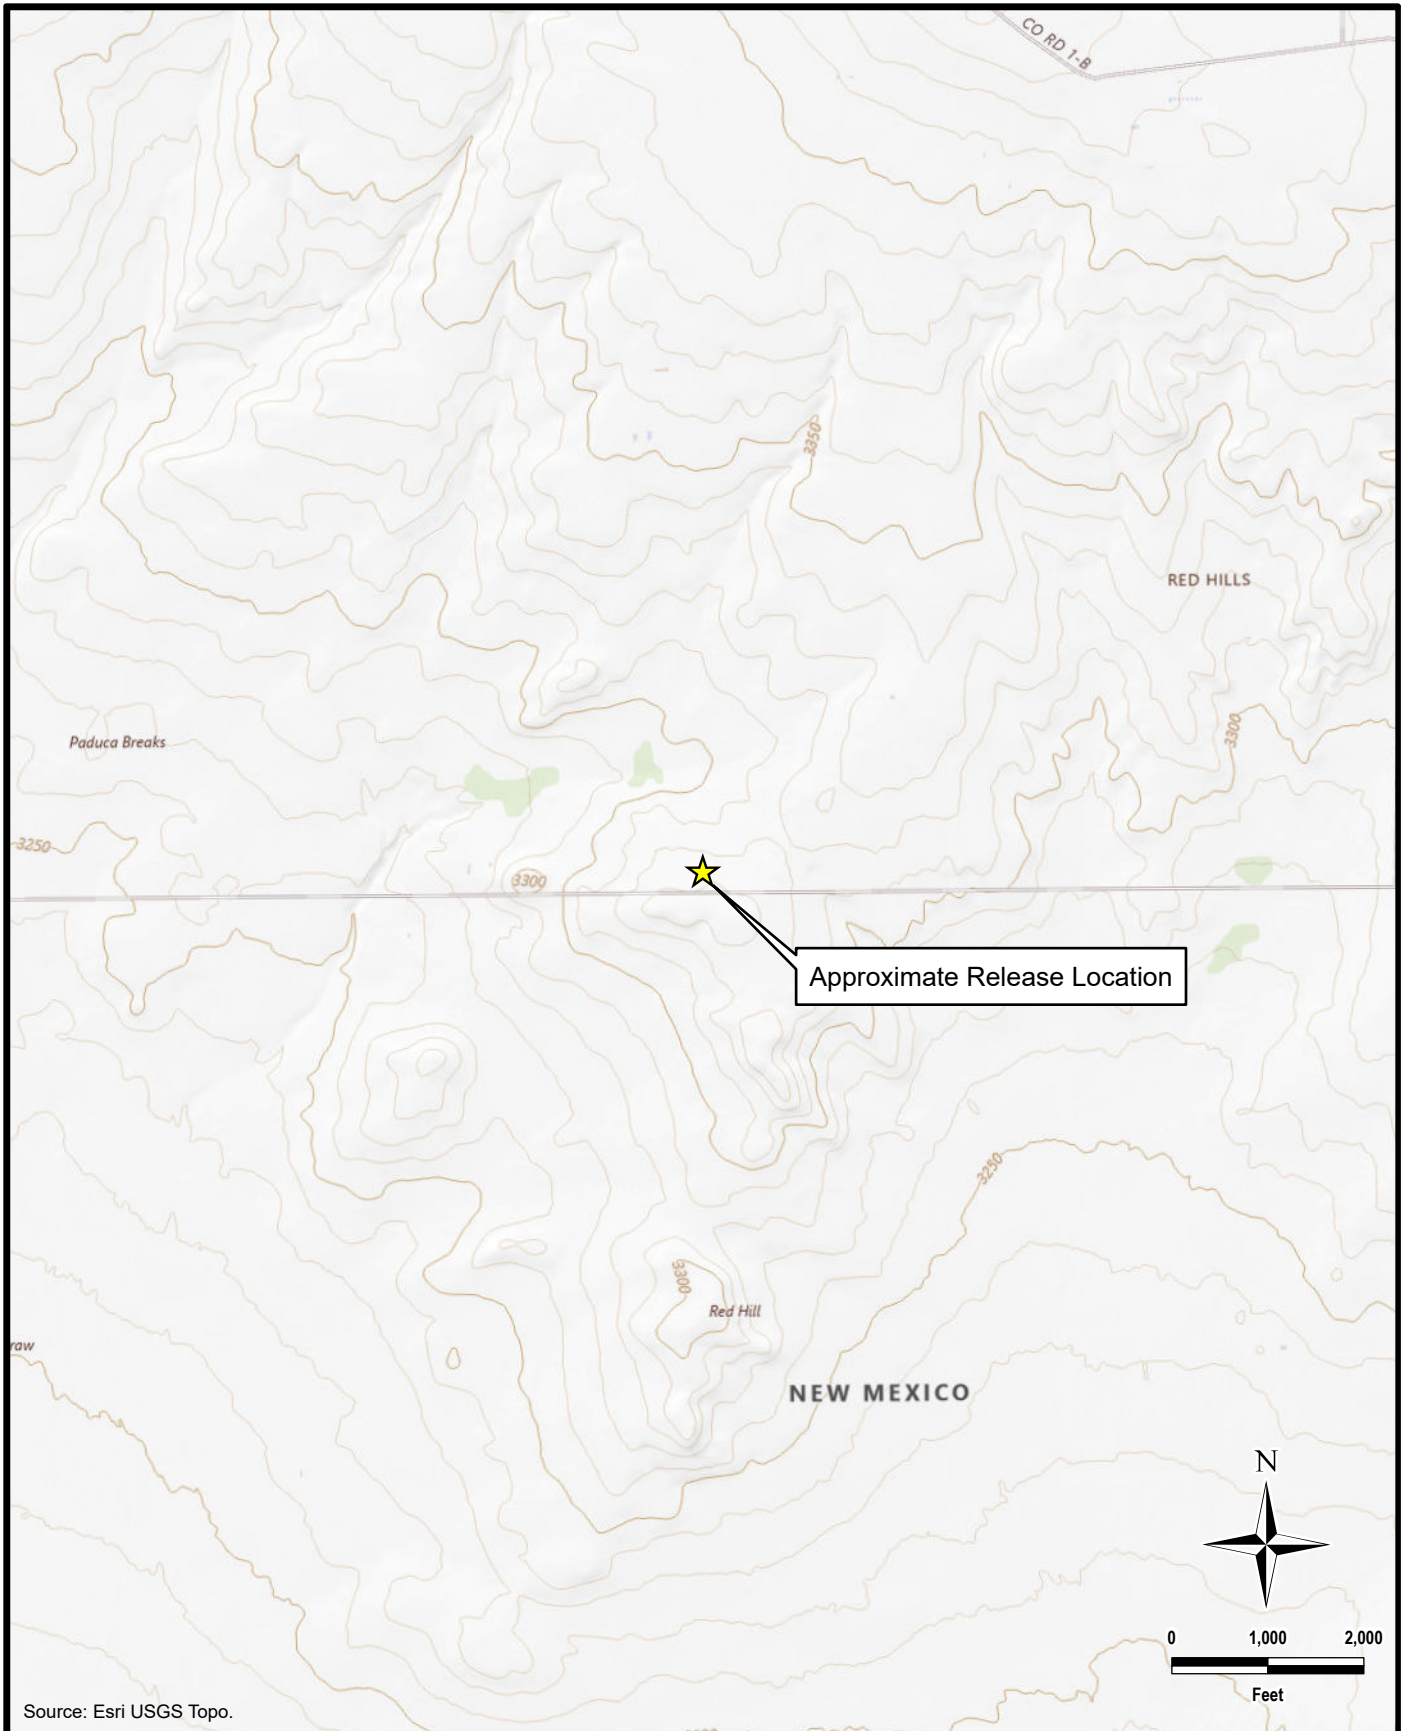 CO RD 1-B
3350
RED HILLS
3300
Paduca Breaks
3250
3300
Approximate Release Location
3250
3300
Red Hill
raw
NEW MEXICO
N
0 1,000 2,000
Feet
Source: Esri USGS Topo.